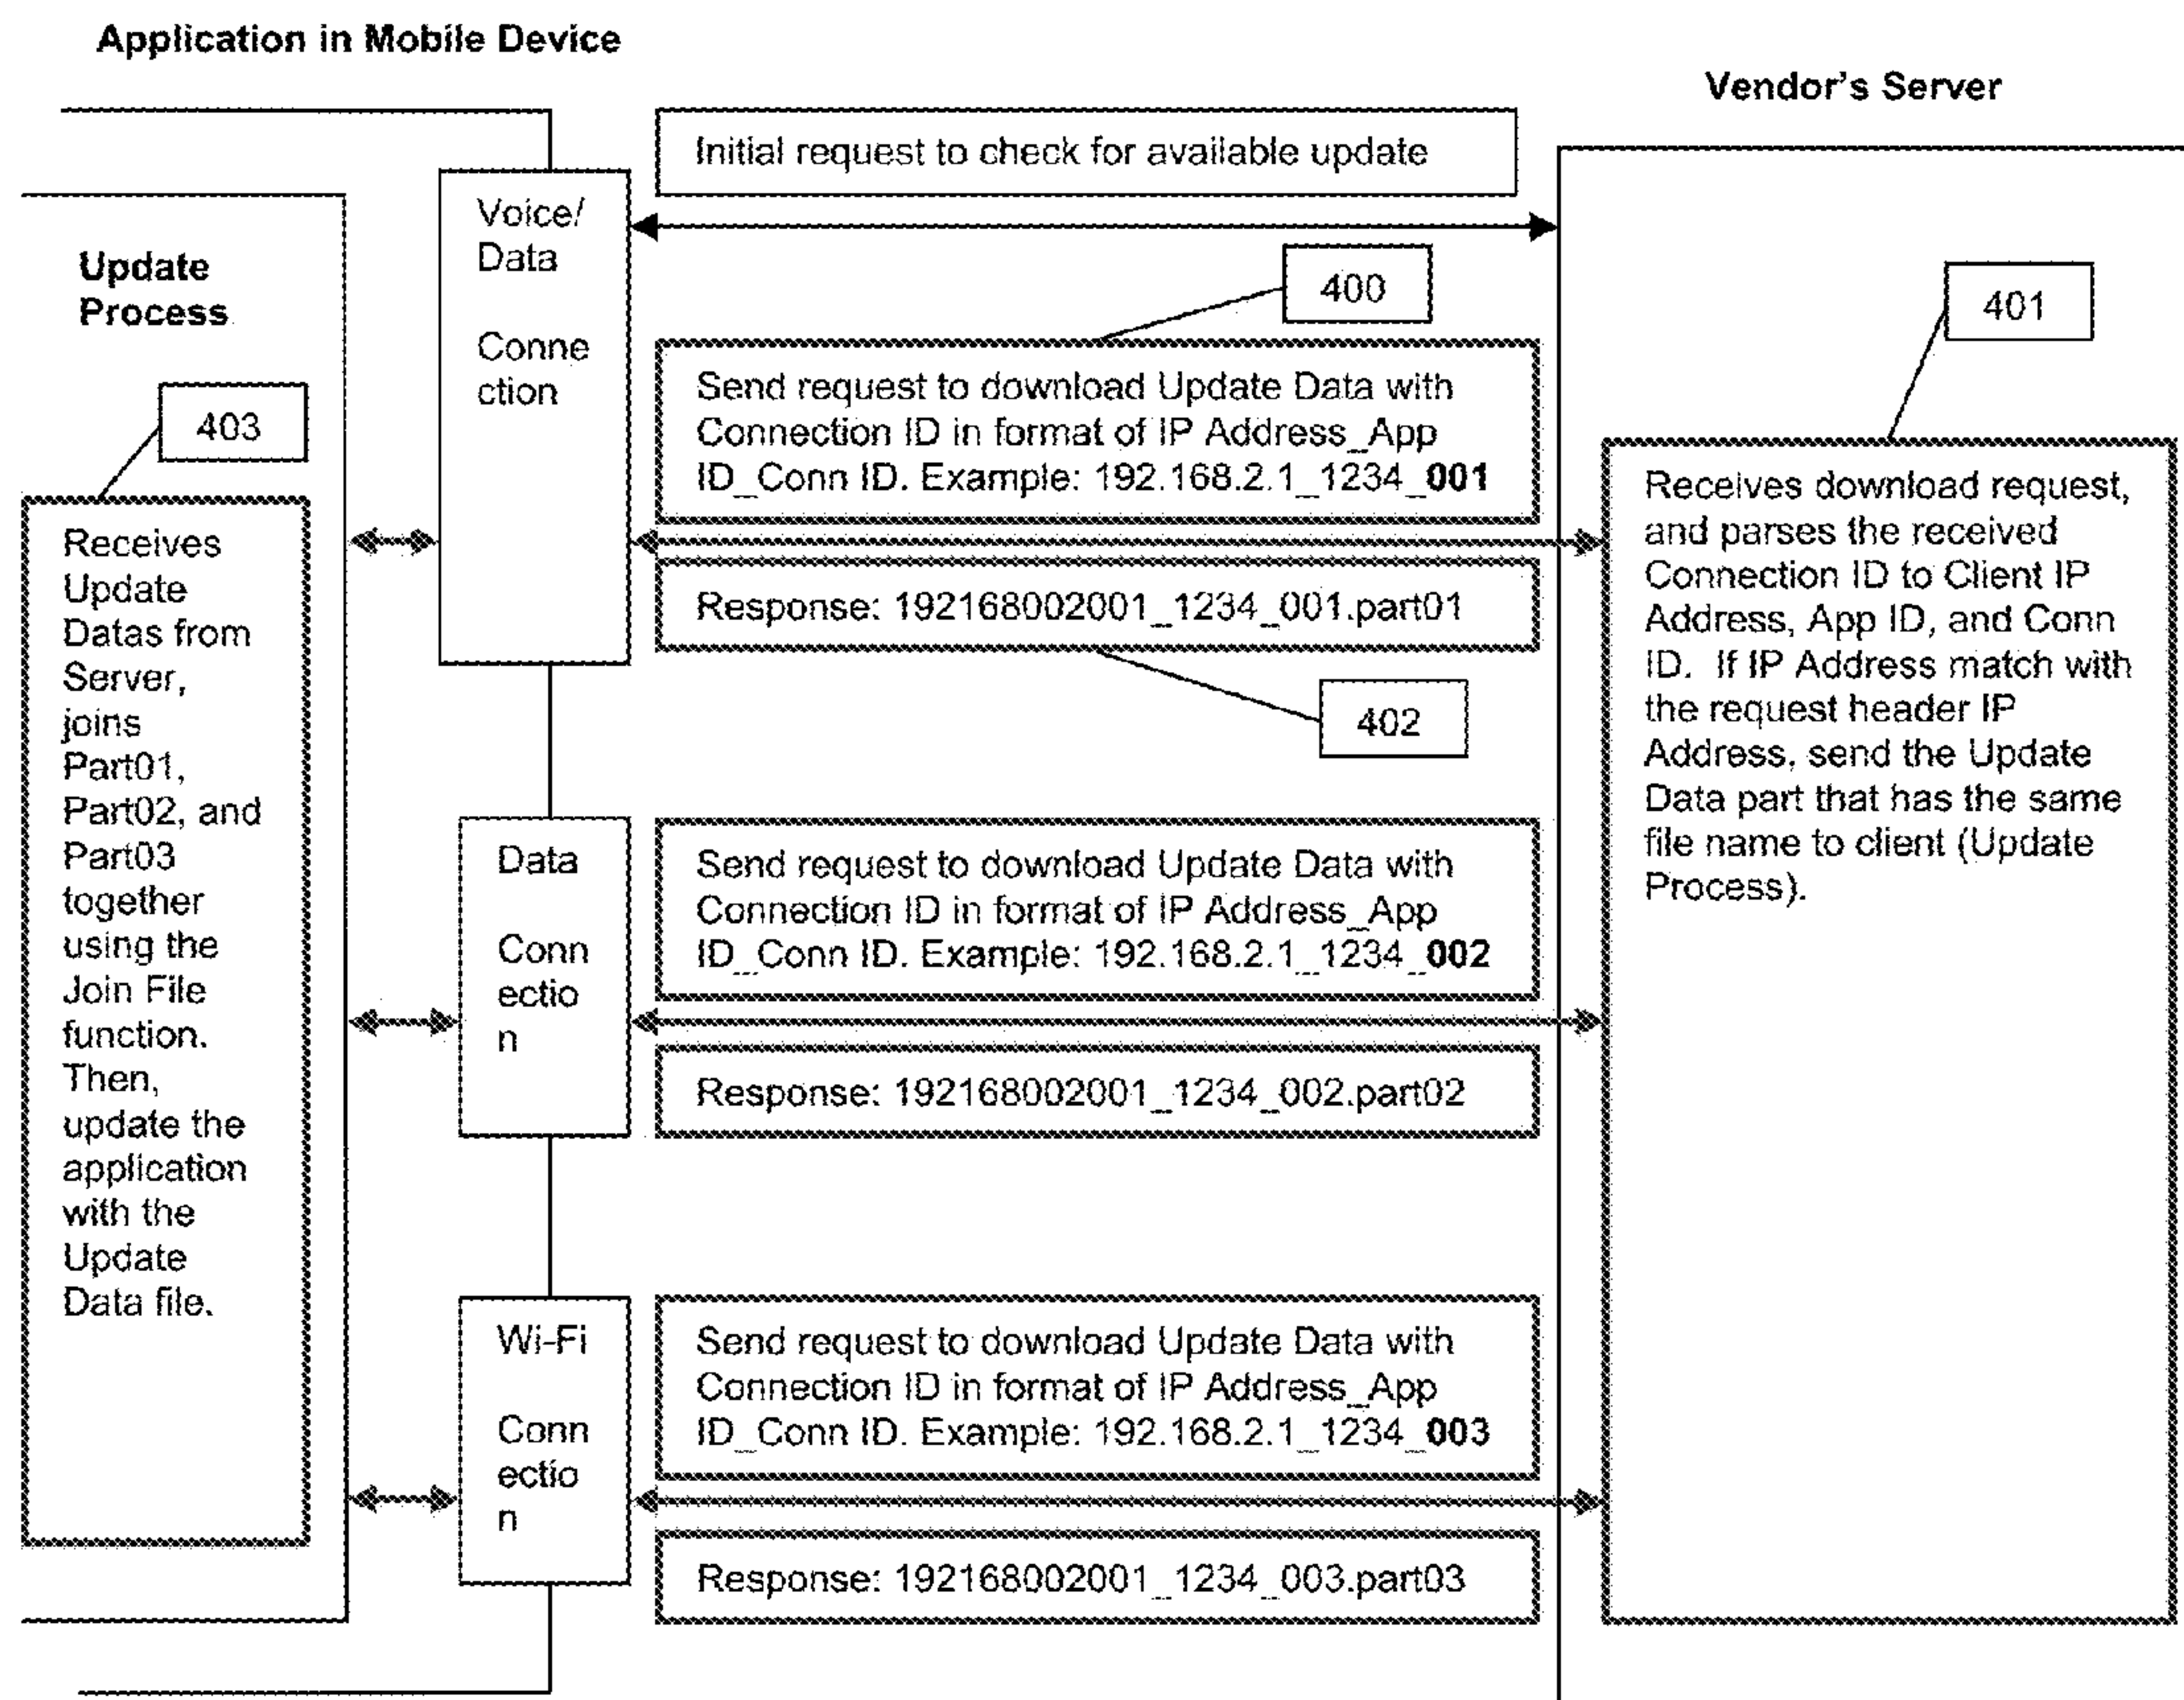 Application in Mobile Device
Vendor's Server
Initial request to check for available update
Voice/
Data
Conne
ction
Update
Process
400
401
403
Send request to download Update Data with
Connection ID in format of IP Address_App
ID_Conn ID. Example: 192.168.2.1_1234_001
Response: 192168002001_1234_001.part01
402
Receives
Update
Datas from
Server,
joins
Part01,
Part02, and
Part03
together
using the
Join File
function.
Then,
update the
application
with the
Update
Data file.
Receives download request,
and parses the received
Connection ID to Client IP
Address, App ID, and Conn
ID. If IP Address match with
the request header IP
Address, send the Update
Data part that has the same
file name to client (Update
Process).
Data
Conn
ectio
n
Send request to download Update Data with
Connection ID in format of IP Address_App
ID_Conn ID. Example: 192.168.2.1_1234_002
Response: 192168002001_1234_002.part02
Wi-Fi
Conn
ectio
n
Send request to download Update Data with
Connection ID in format of IP Address_App
ID_Conn ID. Example: 192.168.2.1_1234_003
Response: 192168002001_1234_003.part03